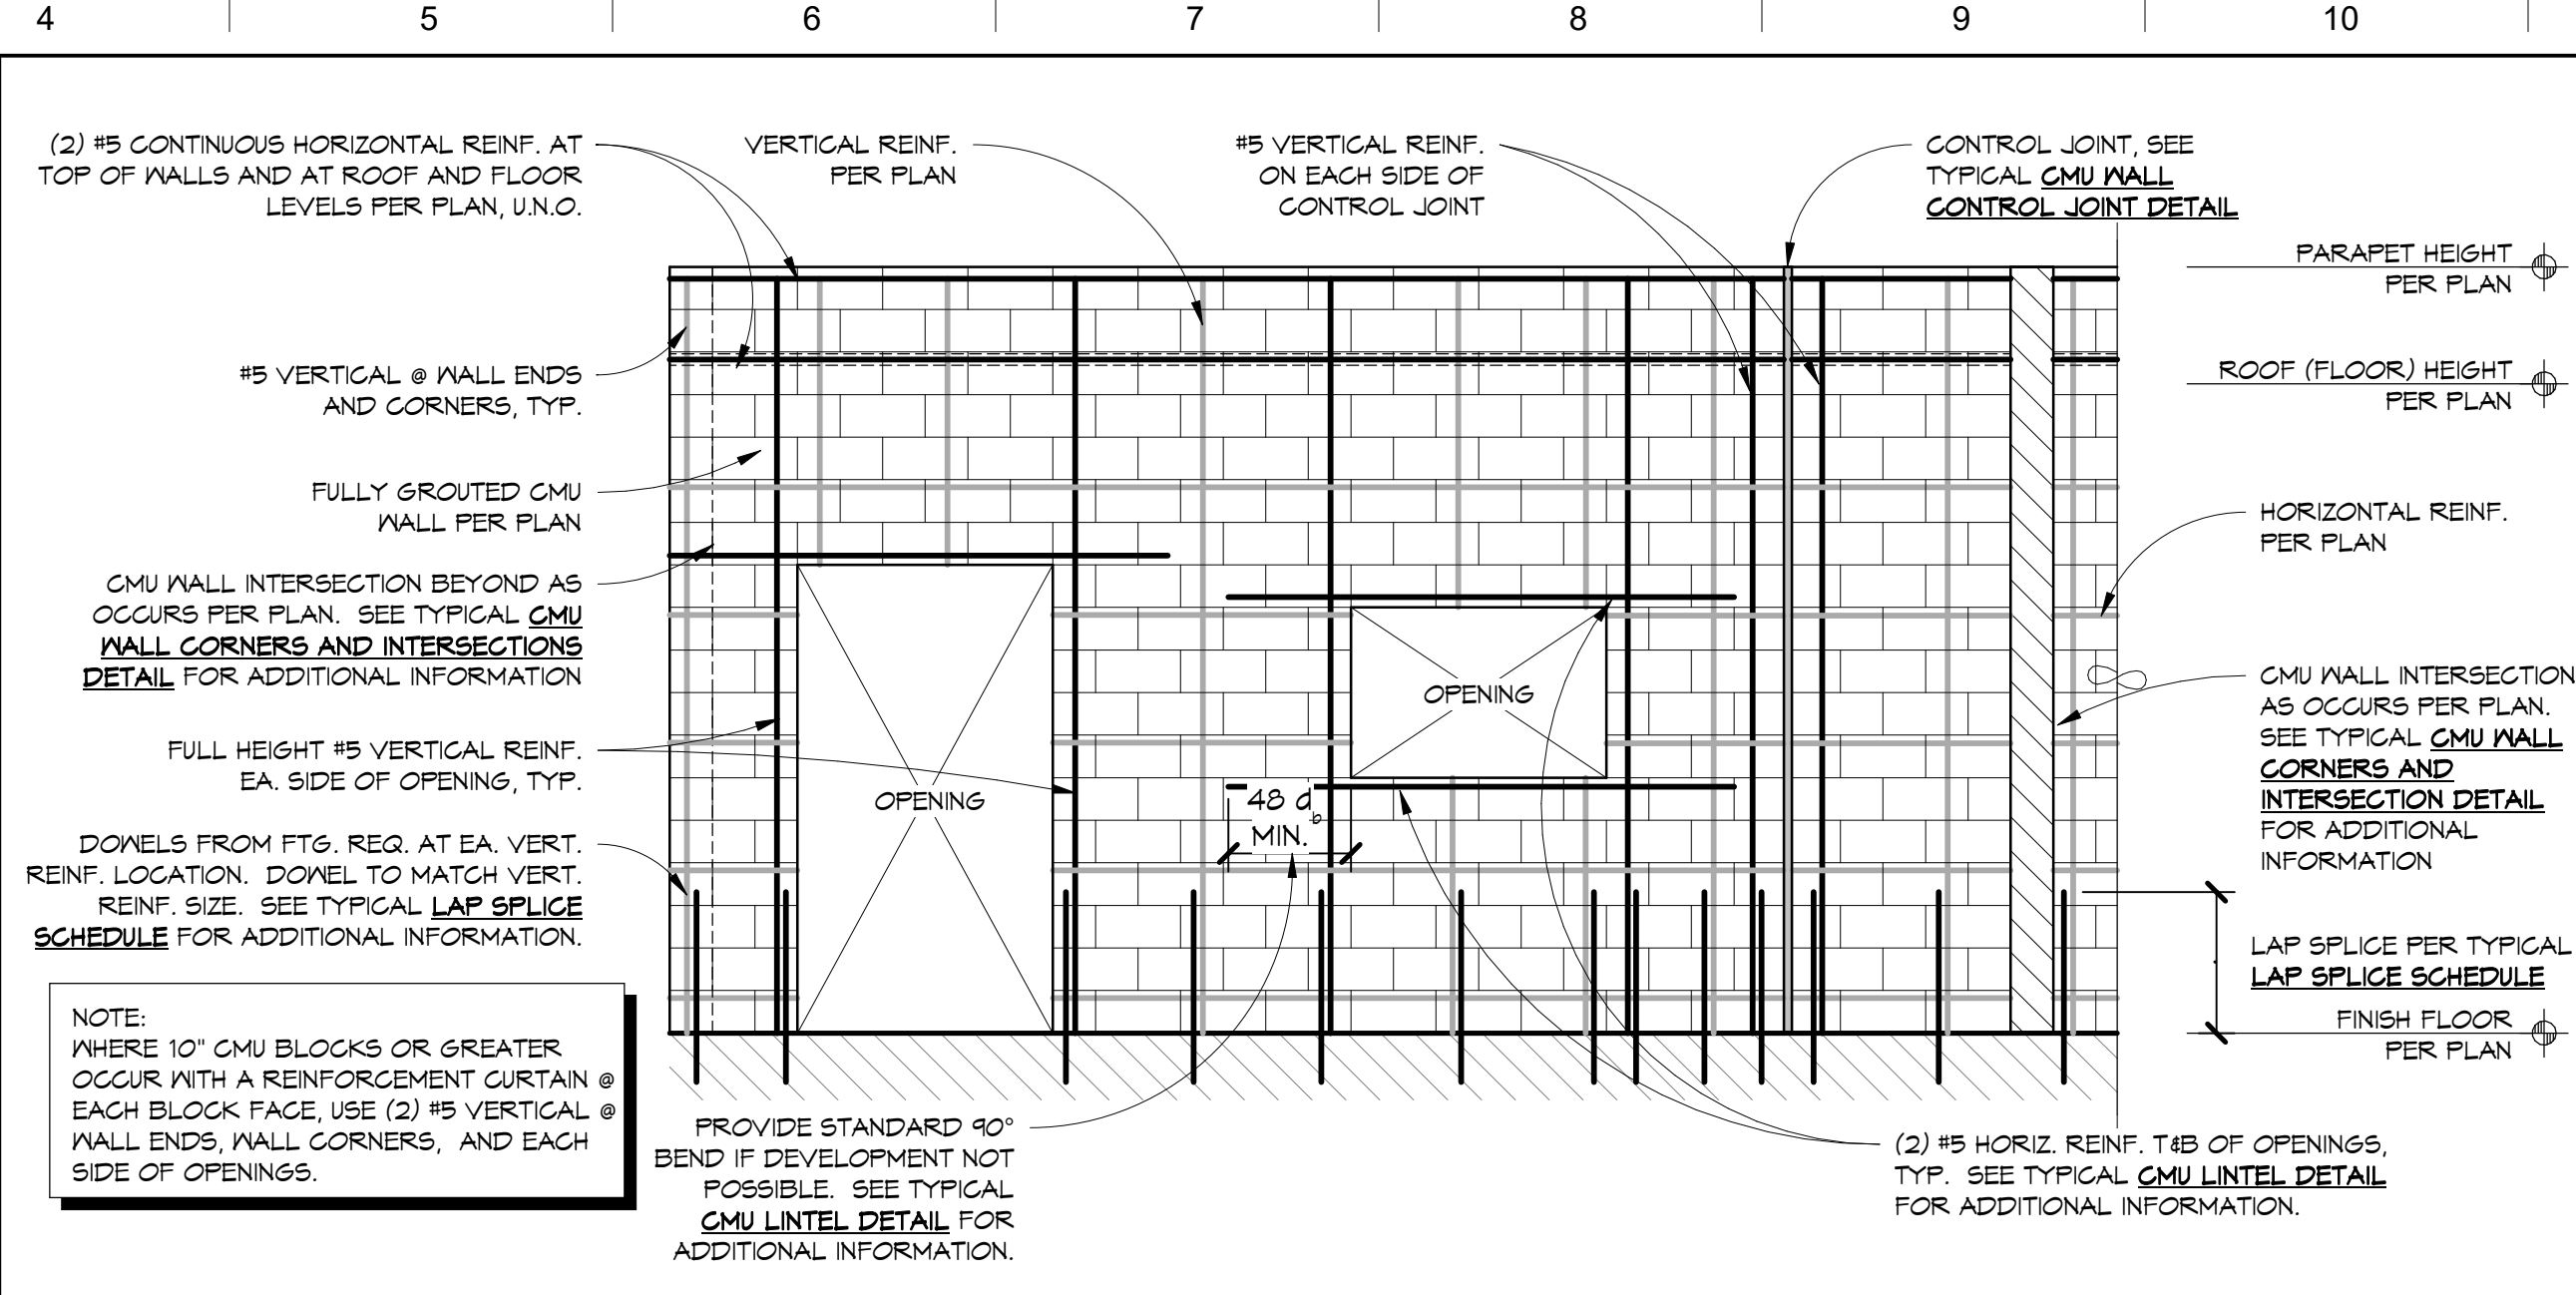 4 5 6 7 8 9 10
(2) #5 CONTINUOUS HORIZONTAL REINF. AT
TOP OF WALLS AND AT ROOF AND FLOOR
LEVELS PER PLAN, U.N.O.
VERTICAL REINF.
PER PLAN
#5 VERTICAL REINF.
ON EACH SIDE OF
CONTROL JOINT
CONTROL JOINT, SEE
TYPICAL CMU WALL
CONTROL JOINT DETAIL
PARAPET HEIGHT
PER PLAN
ROOF (FLOOR) HEIGHT
PER PLAN
#5 VERTICAL @ WALL ENDS
AND CORNERS, TYP.
FULLY GROUTED CMU
WALL PER PLAN
CMU WALL INTERSECTION BEYOND AS
OCCURS PER PLAN. SEE TYPICAL CMU
WALL CORNERS AND INTERSECTIONS
DETAIL FOR ADDITIONAL INFORMATION
FULL HEIGHT #5 VERTICAL REINF.
EA. SIDE OF OPENING, TYP.
DOWELS FROM FTG. REQ. AT EA. VERT.
REINF. LOCATION. DOWEL TO MATCH VERT.
REINF. SIZE. SEE TYPICAL LAP SPLICE
SCHEDULE FOR ADDITIONAL INFORMATION.
OPENING
OPENING
48 db
MIN.
HORIZONTAL REINF.
PER PLAN
CMU WALL INTERSECTION
AS OCCURS PER PLAN.
SEE TYPICAL CMU WALL
CORNERS AND
INTERSECTION DETAIL
FOR ADDITIONAL
INFORMATION
LAP SPLICE PER TYPICAL
LAP SPLICE SCHEDULE
FINISH FLOOR
PER PLAN
NOTE:
WHERE 10" CMU BLOCKS OR GREATER
OCCUR WITH A REINFORCEMENT CURTAIN @
EACH BLOCK FACE, USE (2) #5 VERTICAL @
WALL ENDS, WALL CORNERS, AND EACH
SIDE OF OPENINGS.
PROVIDE STANDARD 90°
BEND IF DEVELOPMENT NOT
POSSIBLE. SEE TYPICAL
CMU LINTEL DETAIL FOR
ADDITIONAL INFORMATION.
(2) #5 HORIZ. REINF. T&B OF OPENINGS,
TYP. SEE TYPICAL CMU LINTEL DETAIL
FOR ADDITIONAL INFORMATION.